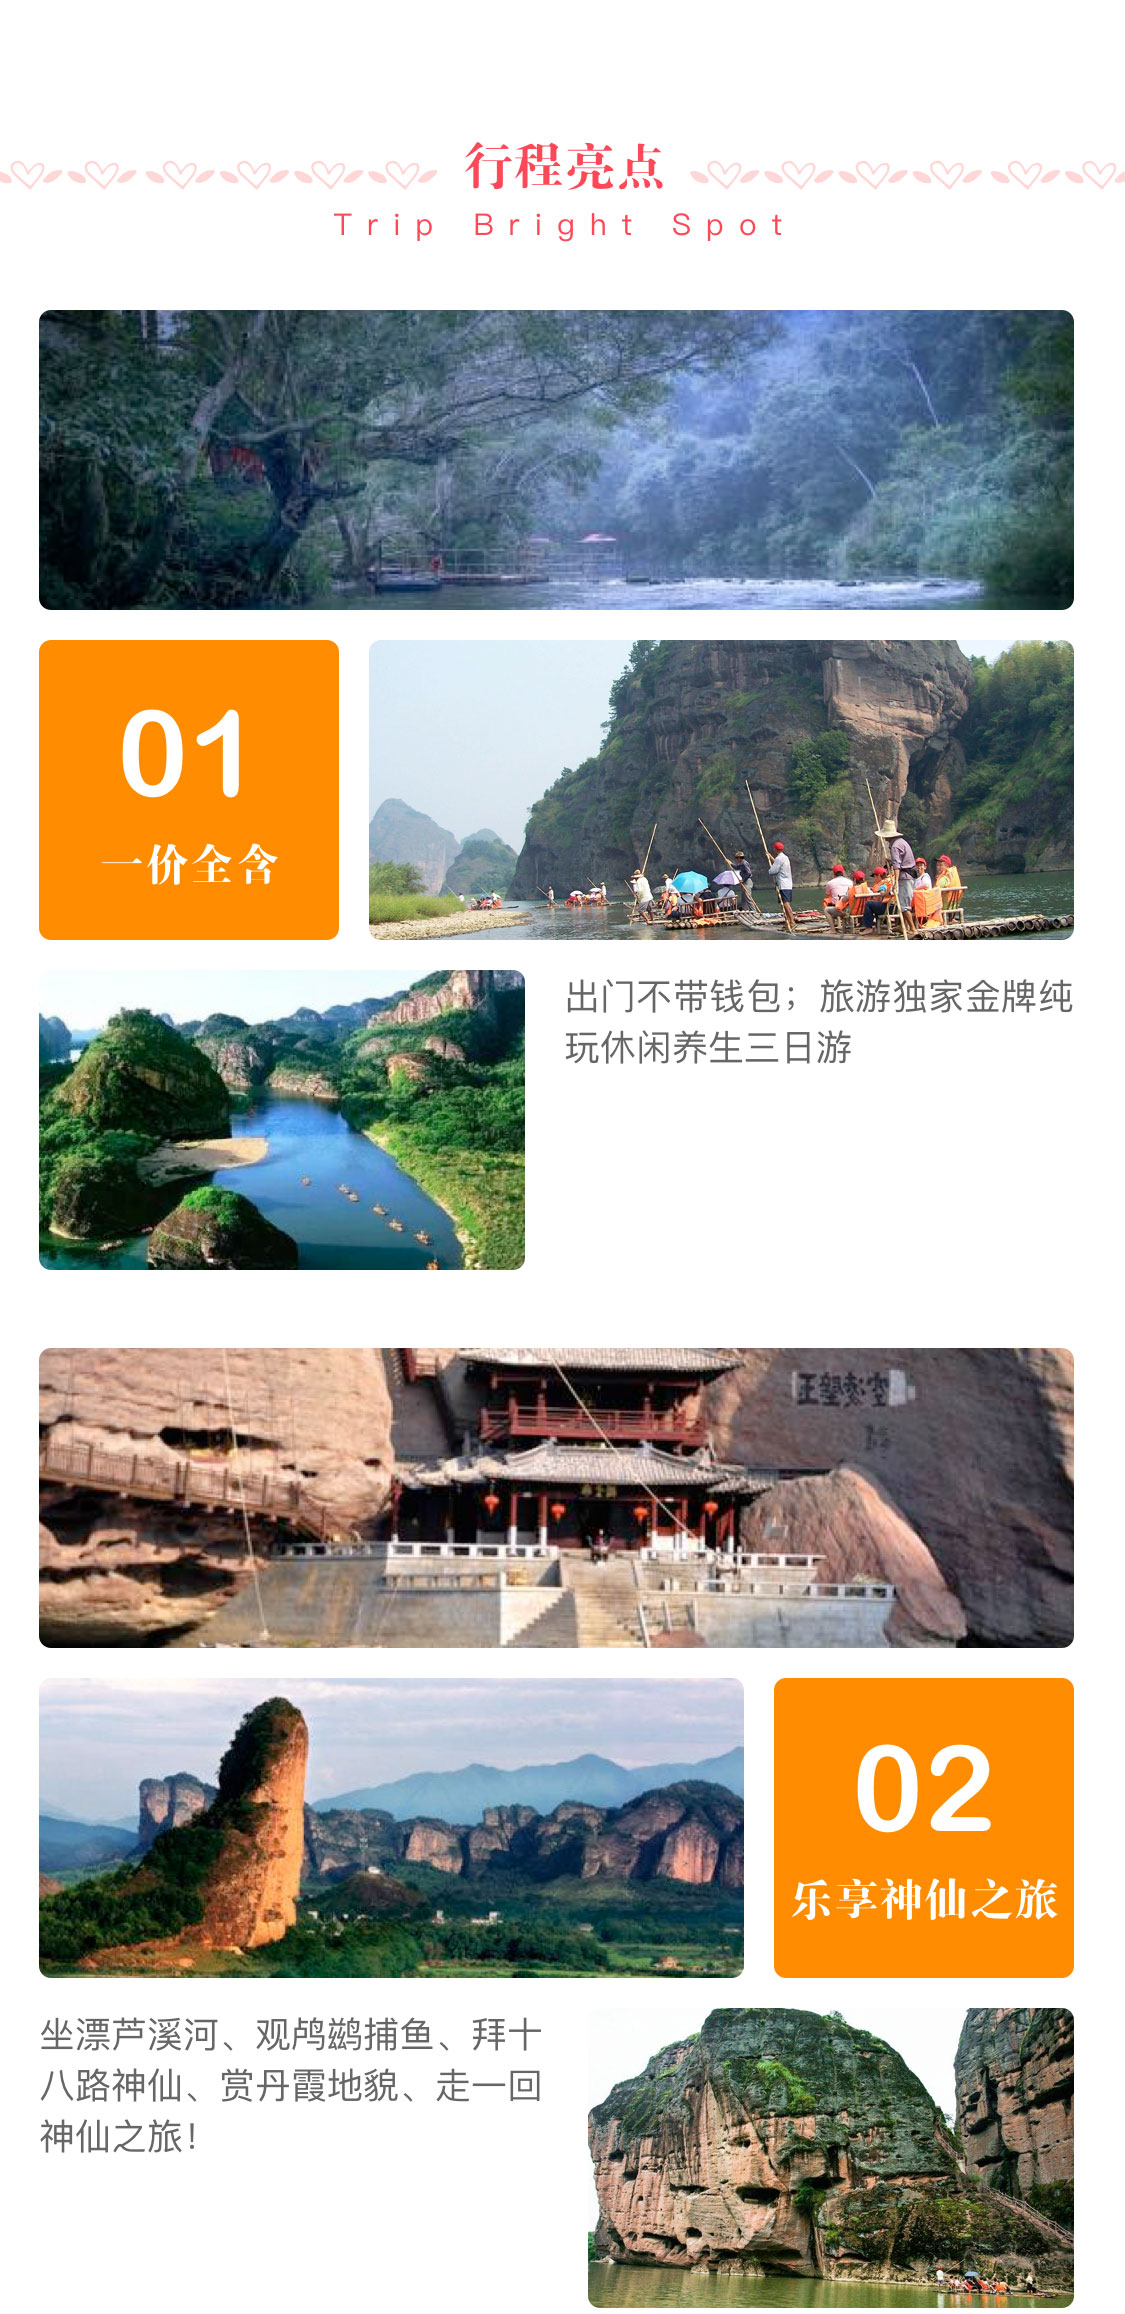 行程亮点
Trip Bright Spot
01
一价全含
出门不带钱包；旅游独家金牌纯
玩休闲养生三日游
02
乐享神仙之旅
坐漂芦溪河、观鸬鹚捕鱼、拜十
八路神仙、赏丹霞地貌、走一回
神仙之旅！